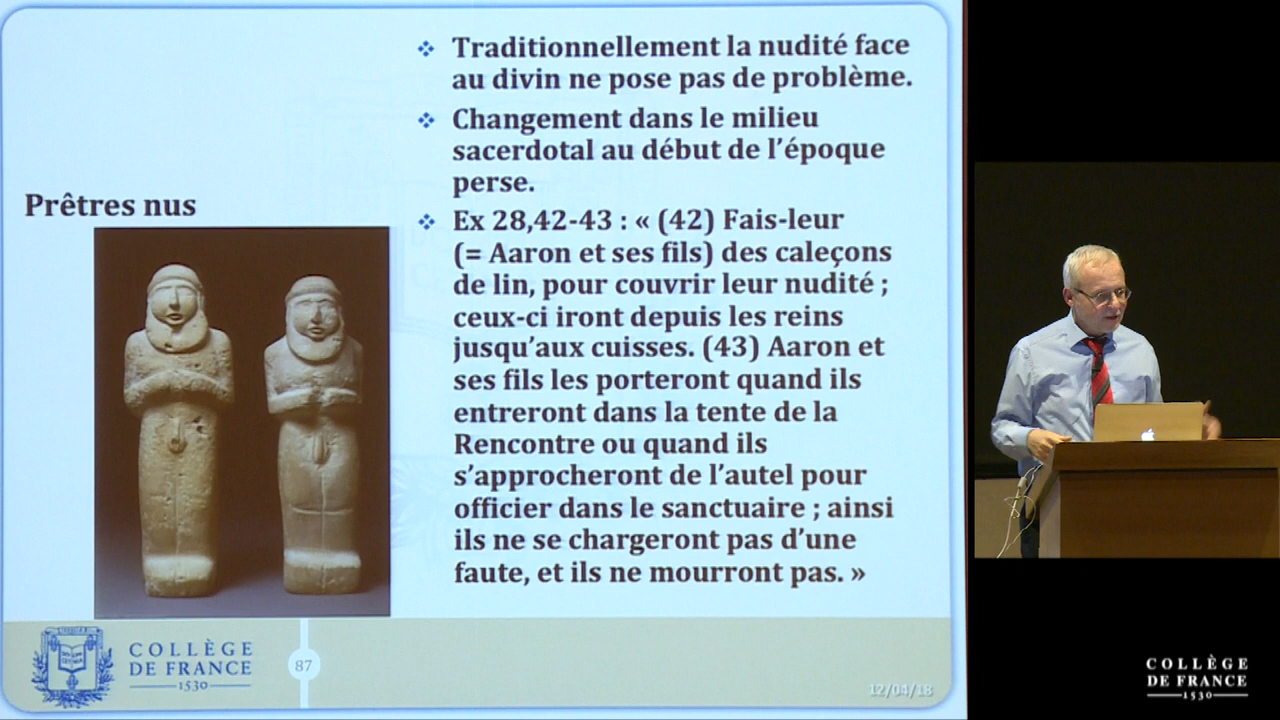 Traditionnellement la nudité face
au divin ne pose pas de problème.
Changement dans le milieu
sacerdotal au début de l'époque
perse.
Prêtres nus
Ex 28,42-43 : « (42) Fais-leur
(= Aaron et ses fils) des caleçons
de lin, pour couvrir leur nudité ;
ceux-ci iront depuis les reins
jusqu'aux cuisses. (43) Aaron et
ses fils les porteront quand ils
entreront dans la tente de la
Rencontre ou quand ils
s'approcheront de l'autel pour
officier dans le sanctuaire ; ainsi
ils ne se chargeront pas d'une
faute, et ils ne mourront pas. »
COLLÈGE
DE FRANCE
1530
87
12/04/18
COLLÈGE
DE FRANCE
1530